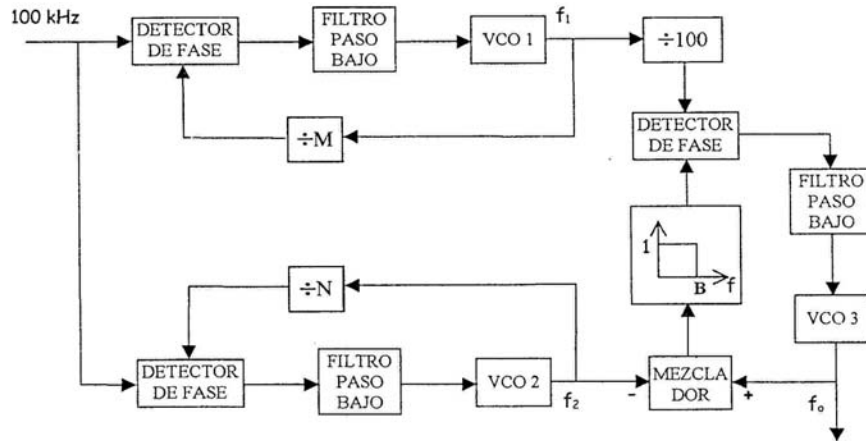 100 kHz
DETECTOR
DE FASE
FILTRO
PASO
BAJO
VCO 1
f₁
÷100
÷M
DETECTOR
DE FASE
FILTRO
PASO
BAJO
1
B
f
÷N
VCO 3
DETECTOR
DE FASE
FILTRO
PASO
BAJO
VCO 2
f₂
-
MEZCLA
DOR
+
fₒ